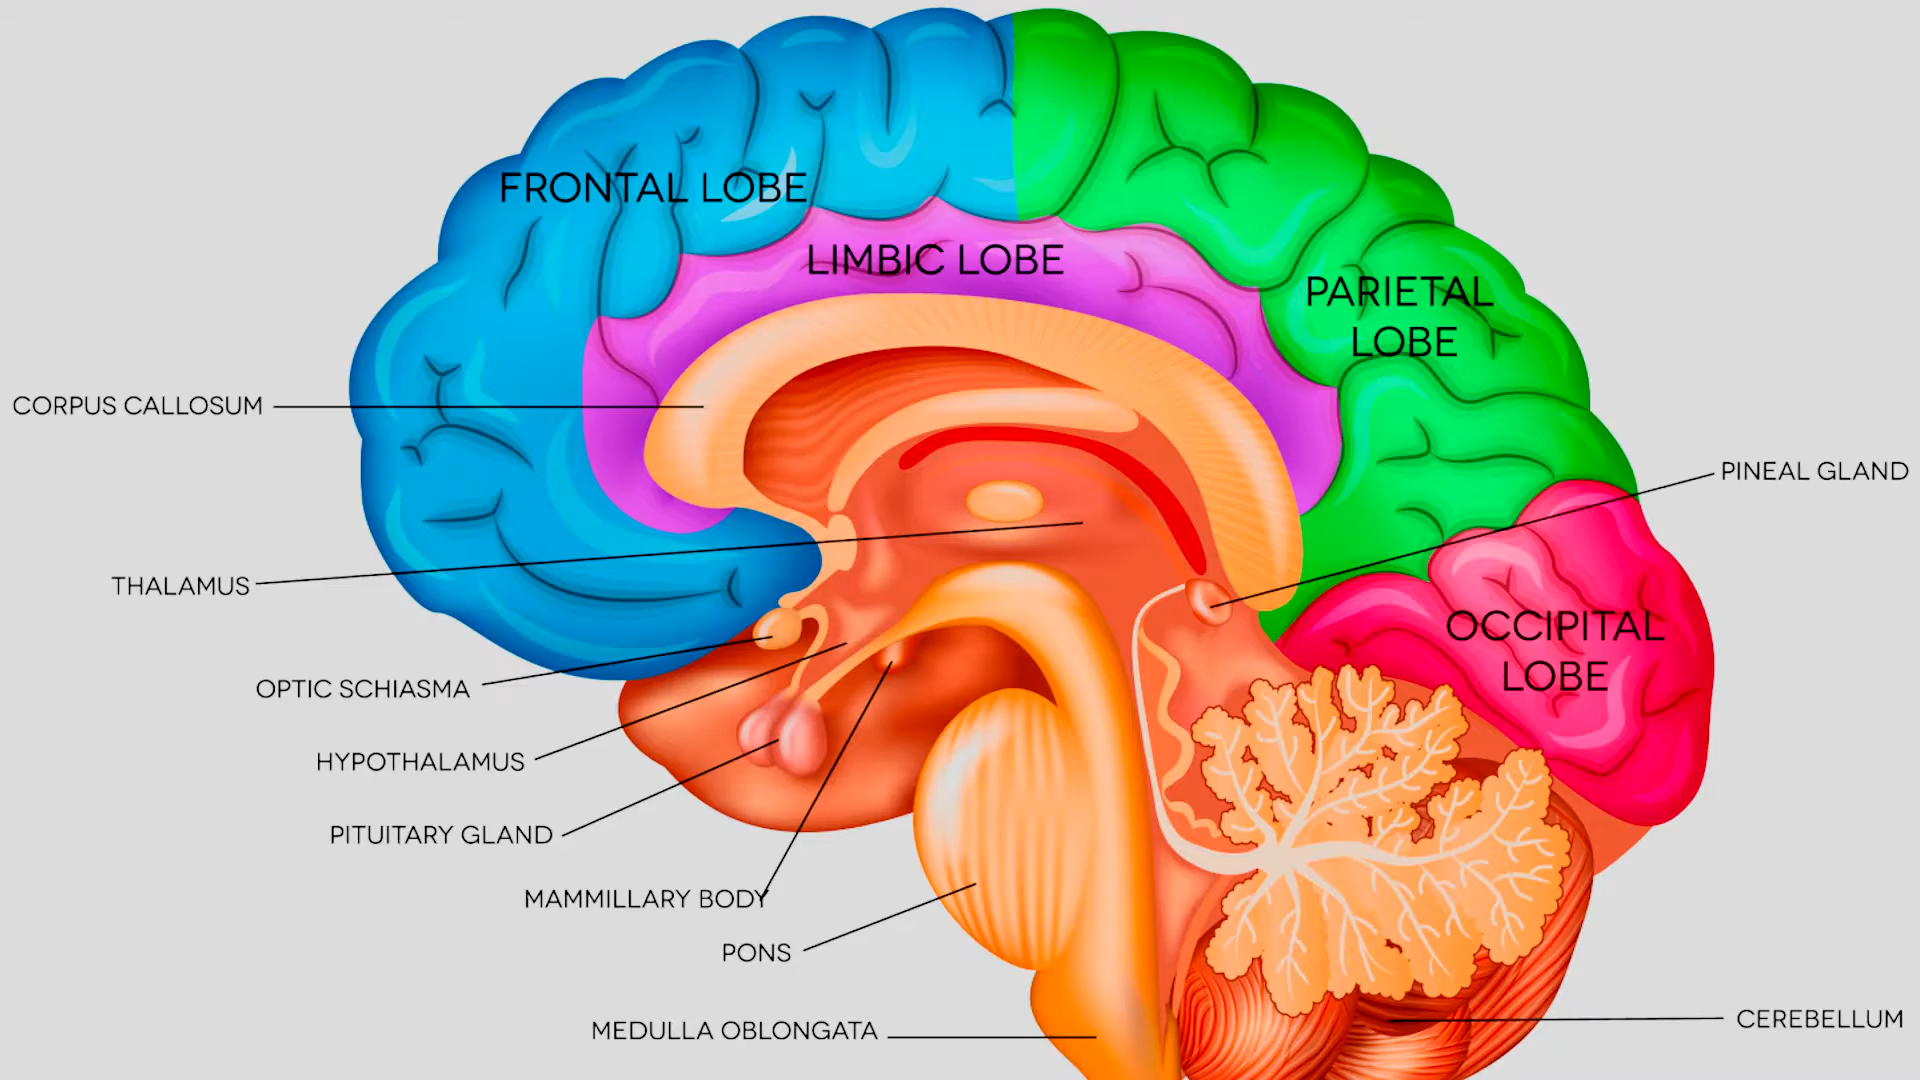 FRONTAL LOBE
LIMBIC LOBE
PARIETAL
LOBE
CORPUS CALLOSUM
PINEAL GLAND
THALAMUS
OCCIPITAL
LOBE
OPTIC SCHIASMA
HYPOTHALAMUS
PITUITARY GLAND
MAMMILLARY BODY
PONS
MEDULLA OBLONGATA
CEREBELLUM